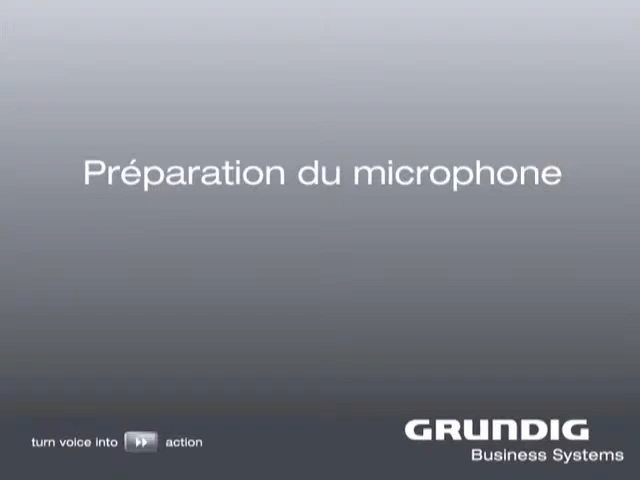 Préparation du microphone
turn voice into action
GRUNDIG
Business Systems